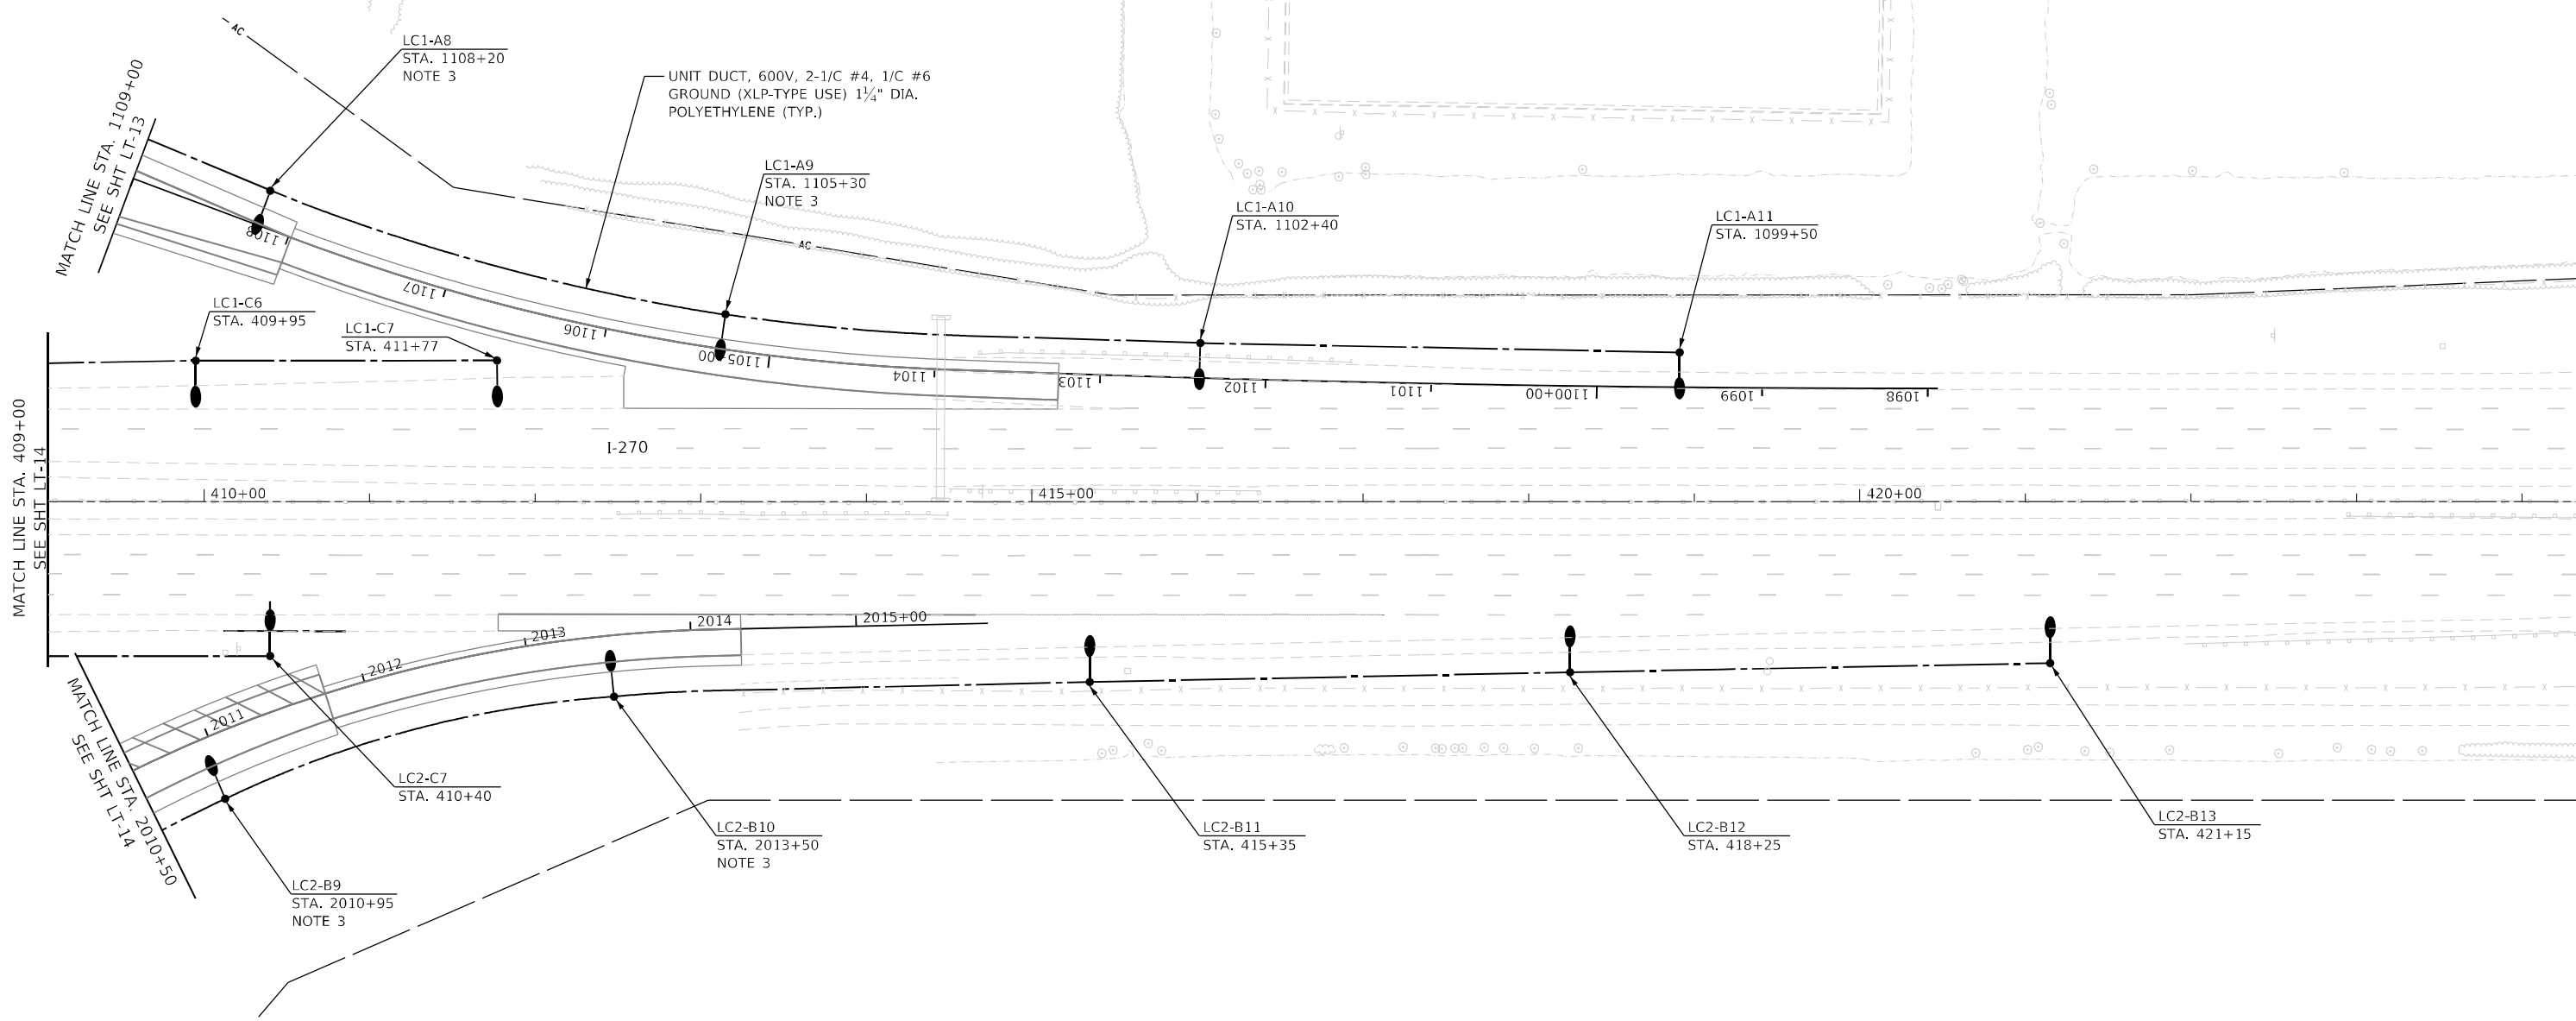 AC
LC1-A8
STA. 1108+20
NOTE 3
UNIT DUCT, 600V, 2-1/C #4, 1/C #6
GROUND (XLP-TYPE USE) 1¼" DIA.
POLYETHYLENE (TYP.)
MATCH LINE STA. 1109+00
SEE SHT LT-13
LC1-A9
STA. 1105+30
NOTE 3
LC1-A10
STA. 1102+40
LC1-A11
STA. 1099+50
AC
1108
1107
1106
1105+00
1104
1103
1102
1101
1100+00
1099
1098
LC1-C6
STA. 409+95
LC1-C7
STA. 411+77
MATCH LINE STA. 409+00
SEE SHT LT-14
I-270
410+00
415+00
420+00
2011
2012
2013
2014
2015+00
MATCH LINE STA. 2010+50
SEE SHT LT-14
LC2-C7
STA. 410+40
LC2-B9
STA. 2010+95
NOTE 3
LC2-B10
STA. 2013+50
NOTE 3
LC2-B11
STA. 415+35
LC2-B12
STA. 418+25
LC2-B13
STA. 421+15